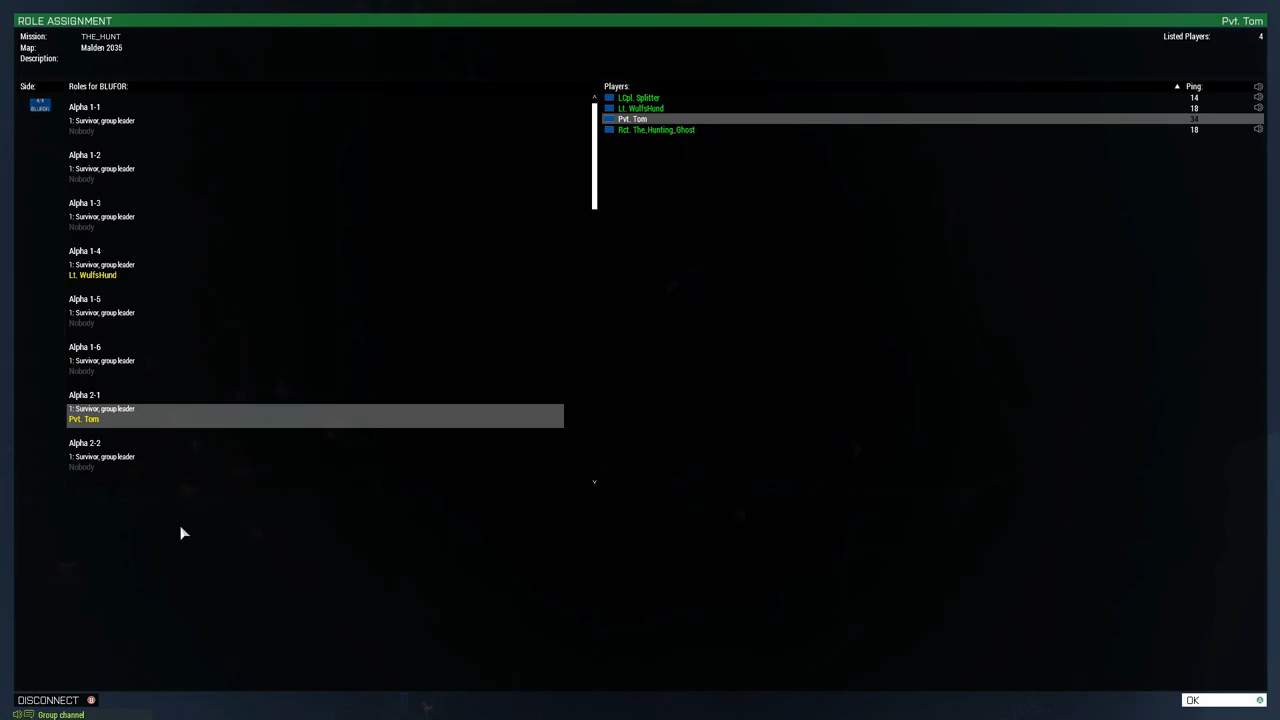 ROLE ASSIGNMENT Pvt. Tom
Mission: THE_HUNT Listed Players: 4
Map: Malden 2035
Description:
Side: Roles for BLUFOR: Players: Ping:
4/4
BLUFOR
Alpha 1-1
1: Survivor, group leader
Nobody
Alpha 1-2
1: Survivor, group leader
Nobody
Alpha 1-3
1: Survivor, group leader
Nobody
Alpha 1-4
1: Survivor, group leader
Lt. WulfsHund
Alpha 1-5
1: Survivor, group leader
Nobody
Alpha 1-6
1: Survivor, group leader
Nobody
Alpha 2-1
1: Survivor, group leader
Pvt. Tom
Alpha 2-2
1: Survivor, group leader
Nobody
LCpl. Splitter 14
Lt. WulfsHund 18
Pvt. Tom 34
Rct. The_Hunting_Ghost 18
DISCONNECT OK
Group channel